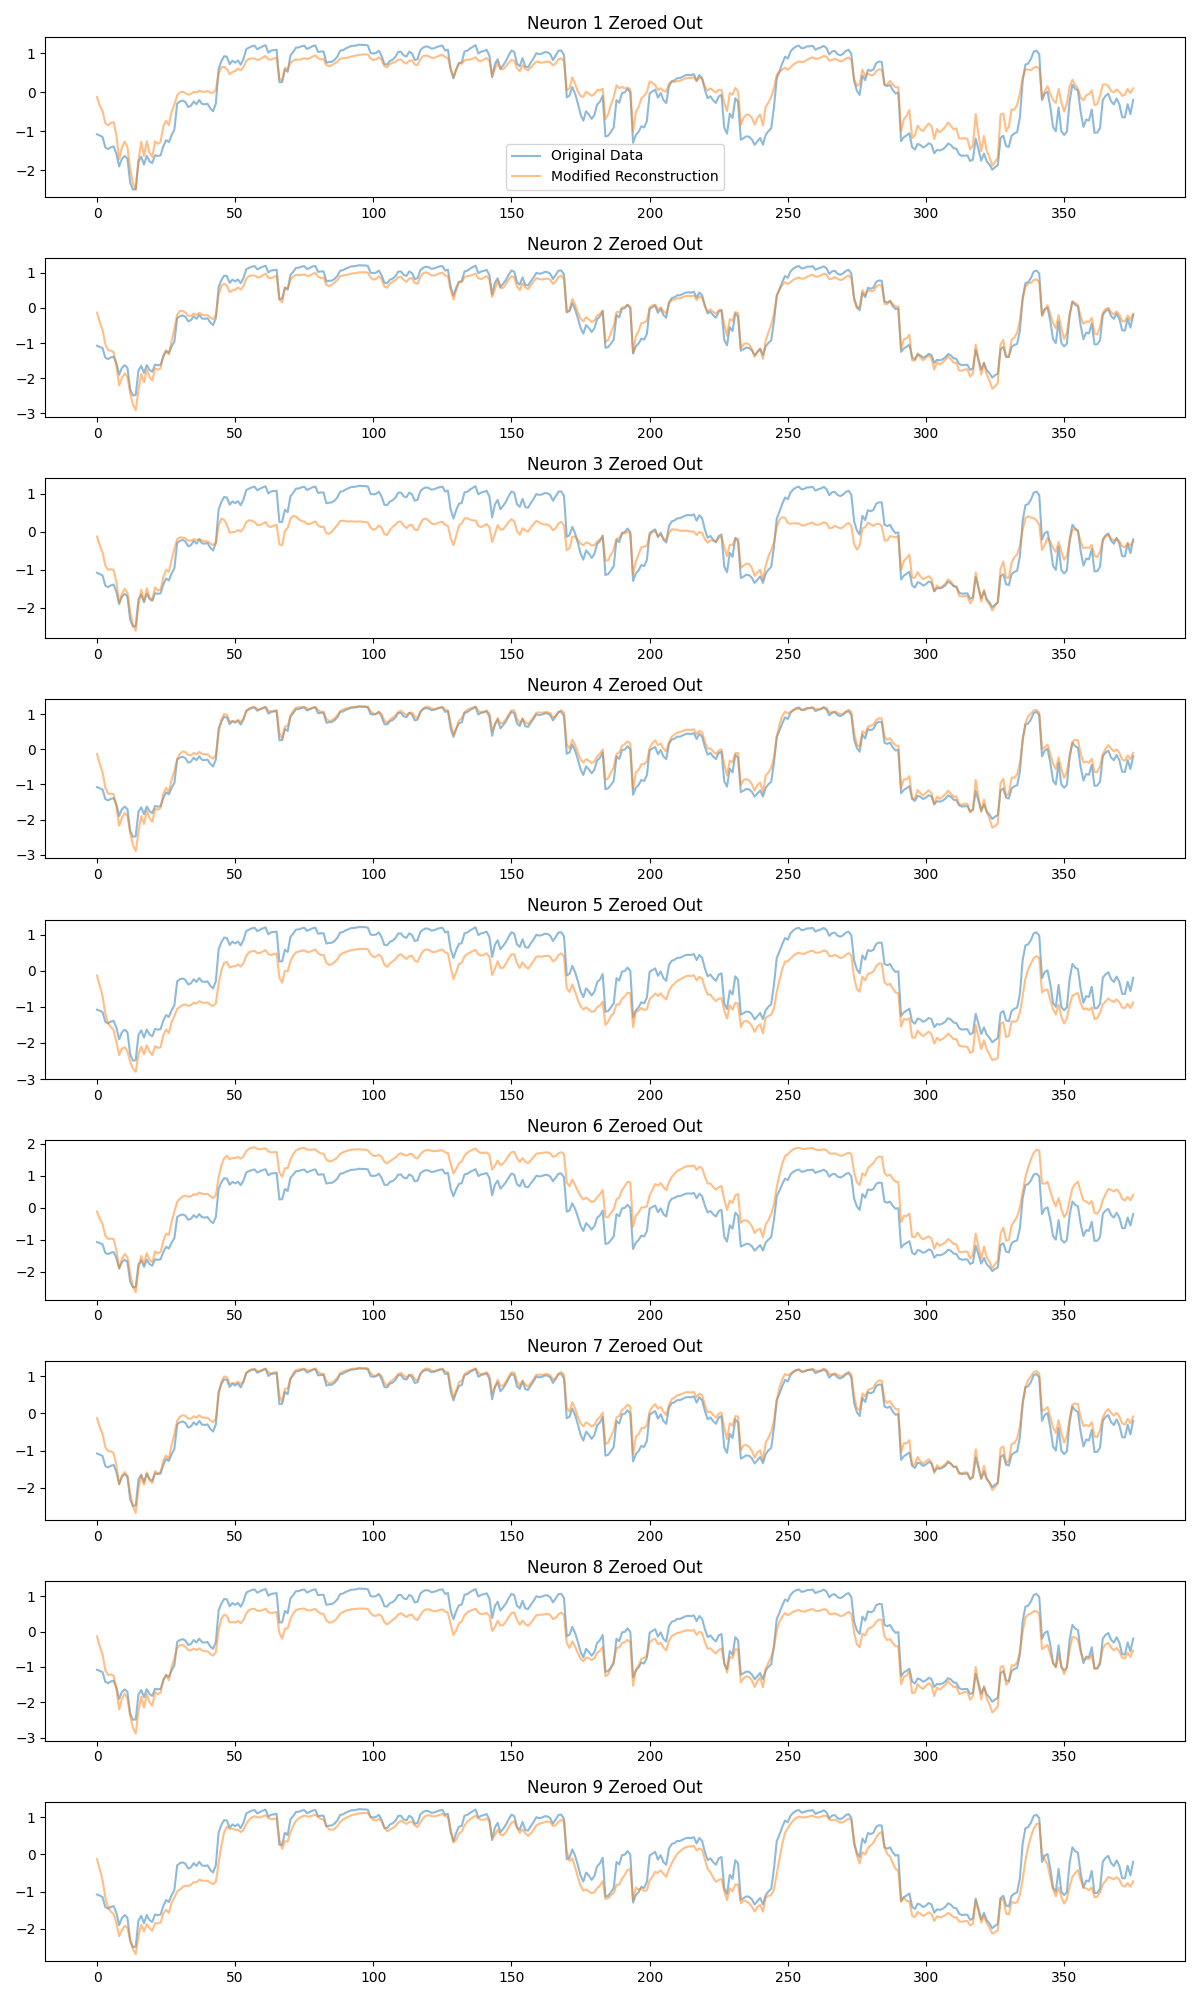 Neuron 1 Zeroed Out
1
0
−1
−2
Original Data
Modified Reconstruction
0 50 100 150 200 250 300 350
Neuron 2 Zeroed Out
1
0
−1
−2
−3
0 50 100 150 200 250 300 350
Neuron 3 Zeroed Out
1
0
−1
−2
0 50 100 150 200 250 300 350
Neuron 4 Zeroed Out
1
0
−1
−2
−3
0 50 100 150 200 250 300 350
Neuron 5 Zeroed Out
1
0
−1
−2
−3
0 50 100 150 200 250 300 350
Neuron 6 Zeroed Out
2
1
0
−1
−2
0 50 100 150 200 250 300 350
Neuron 7 Zeroed Out
1
0
−1
−2
0 50 100 150 200 250 300 350
Neuron 8 Zeroed Out
1
0
−1
−2
−3
0 50 100 150 200 250 300 350
Neuron 9 Zeroed Out
1
0
−1
−2
0 50 100 150 200 250 300 350